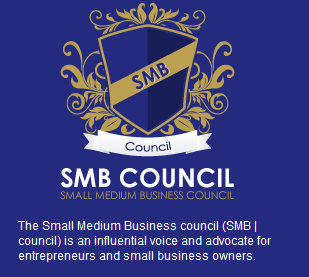 SMB
Council
SMB COUNCIL
SMALL MEDIUM BUSINESS COUNCIL
The Small Medium Business council (SMB |
council) is an influential voice and advocate for
entrepreneurs and small business owners.